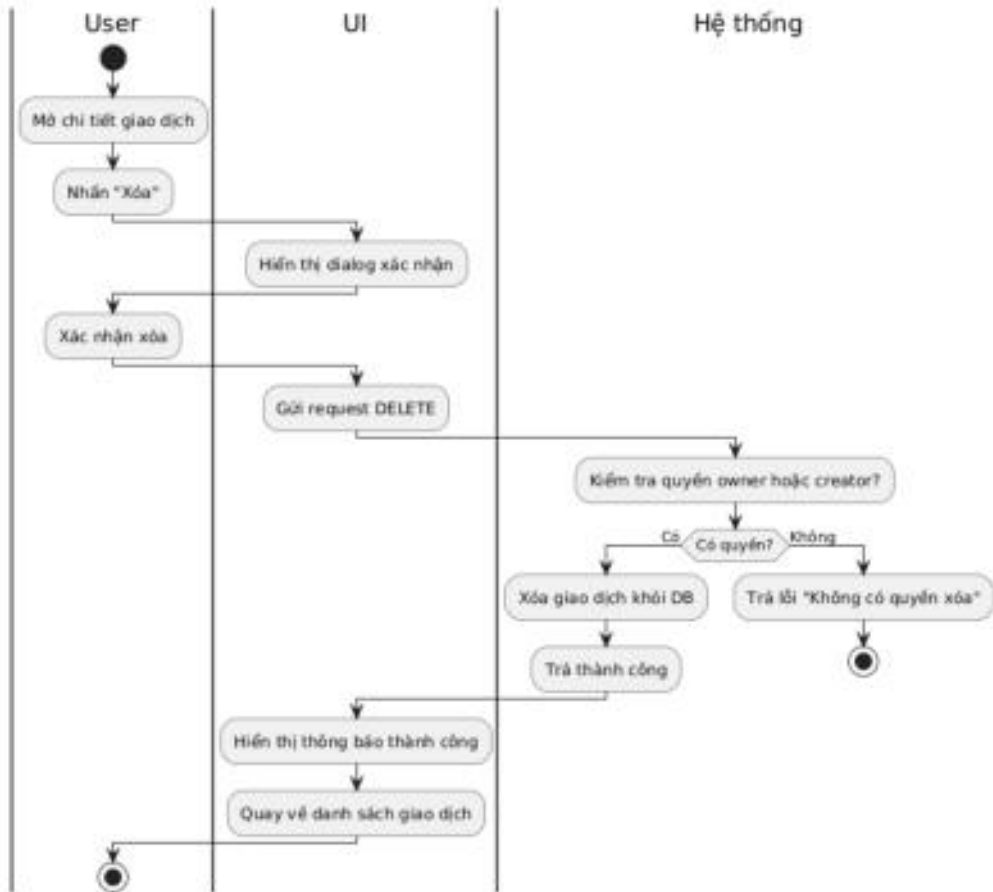 User
UI
Hệ thống
Mở chi tiết giao dịch
Nhấn "Xóa"
Hiển thị dialog xác nhận
Xác nhận xóa
Gửi request DELETE
Kiểm tra quyền owner hoặc creator?
Có
Có quyền?
Không
Xóa giao dịch khỏi DB
Trả lỗi "Không có quyền xóa"
Trả thành công
Hiển thị thông báo thành công
Quay về danh sách giao dịch